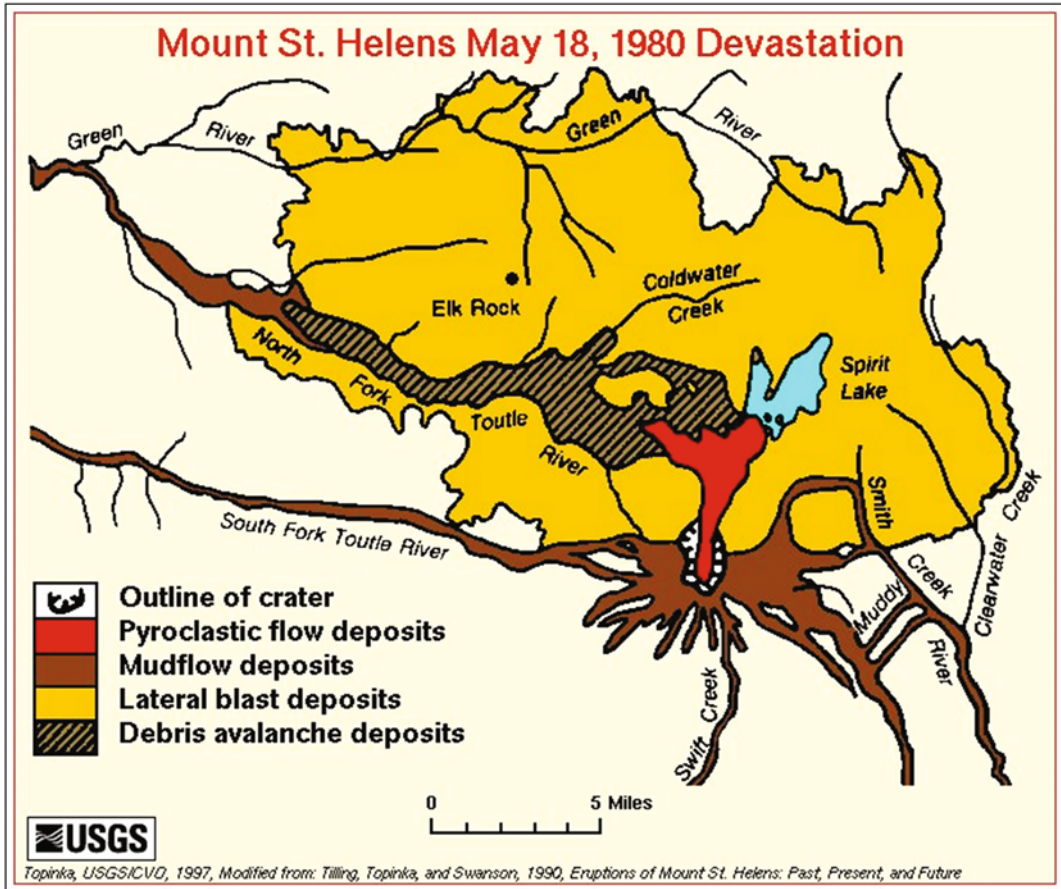 Mount St. Helens May 18, 1980 Devastation
Green
River
Green
River
Elk Rock
Coldwater
Creek
Spirit
Lake
North
Fork
Toutle
River
South Fork Toutle River
Smith
Creek
Clearwater Creek
Muddy
River
Swift
Creek
Outline of crater
Pyroclastic flow deposits
Mudflow deposits
Lateral blast deposits
Debris avalanche deposits
0 5 Miles
USGS
Topinka, USGS/CVO, 1997, Modified from: Tilling, Topinka, and Swanson, 1990, Eruptions of Mount St. Helens: Past, Present, and Future